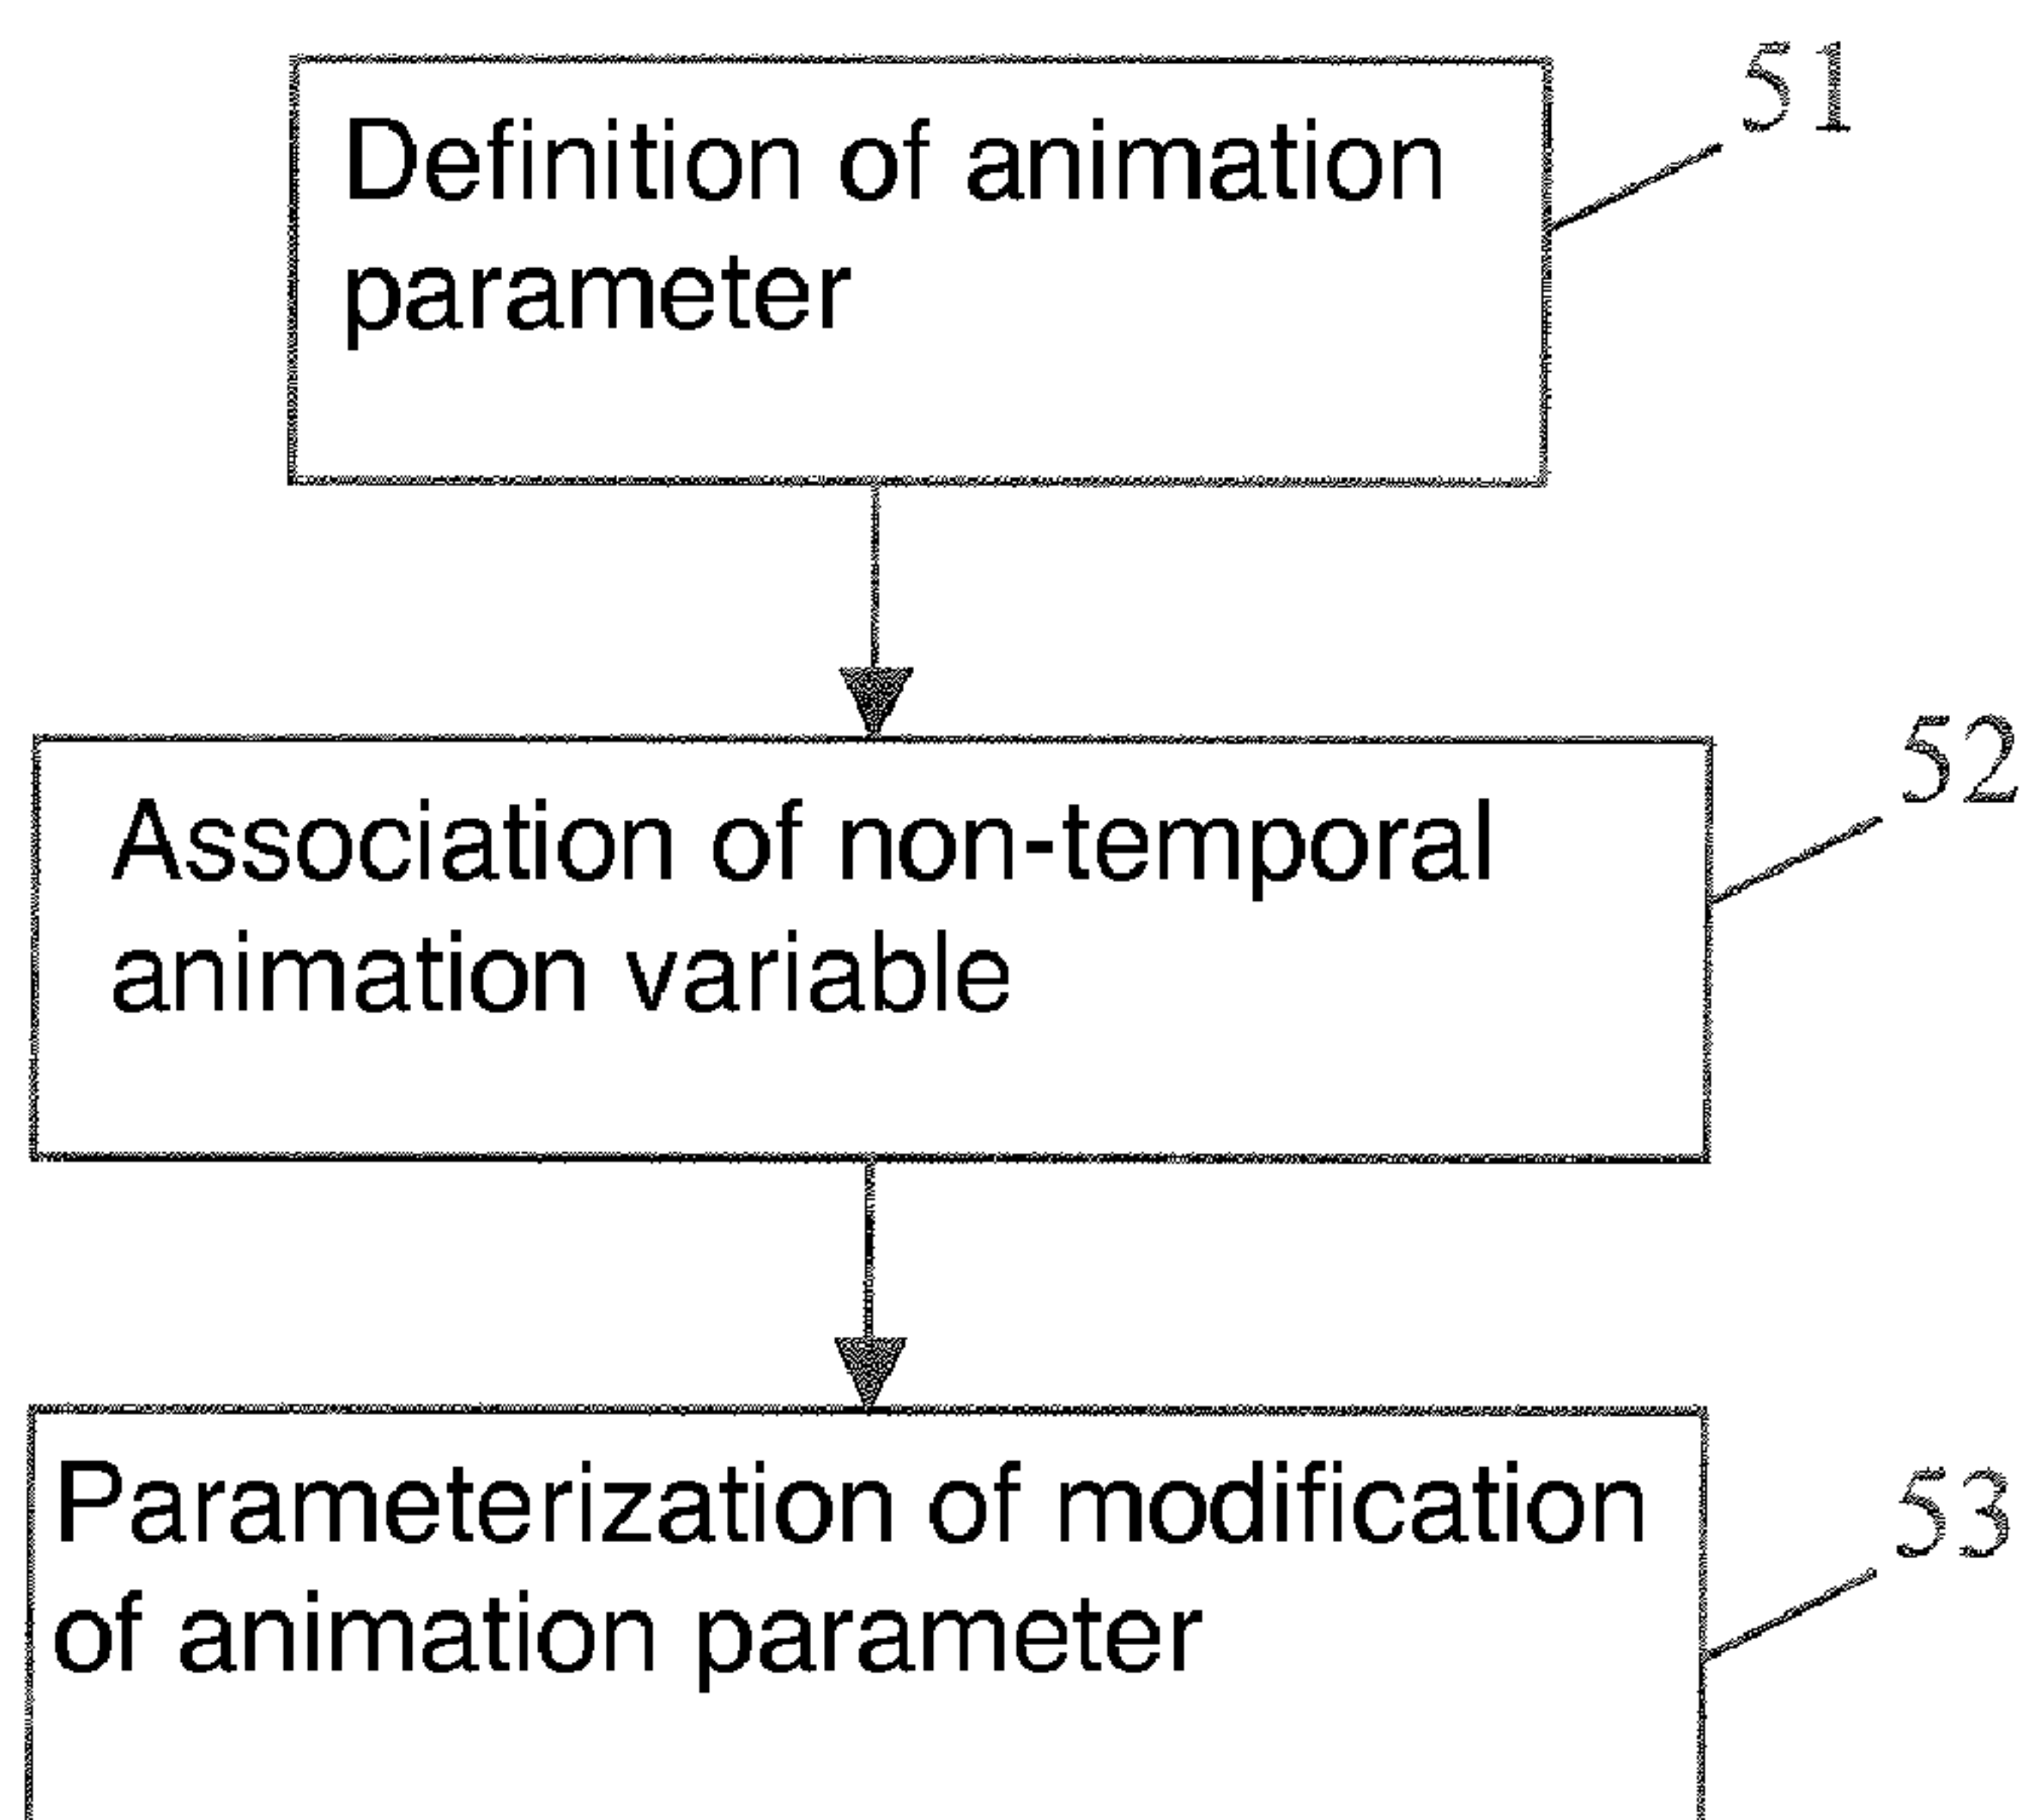 51
Definition of animation
parameter
52
Association of non-temporal
animation variable
53
Parameterization of modification
of animation parameter